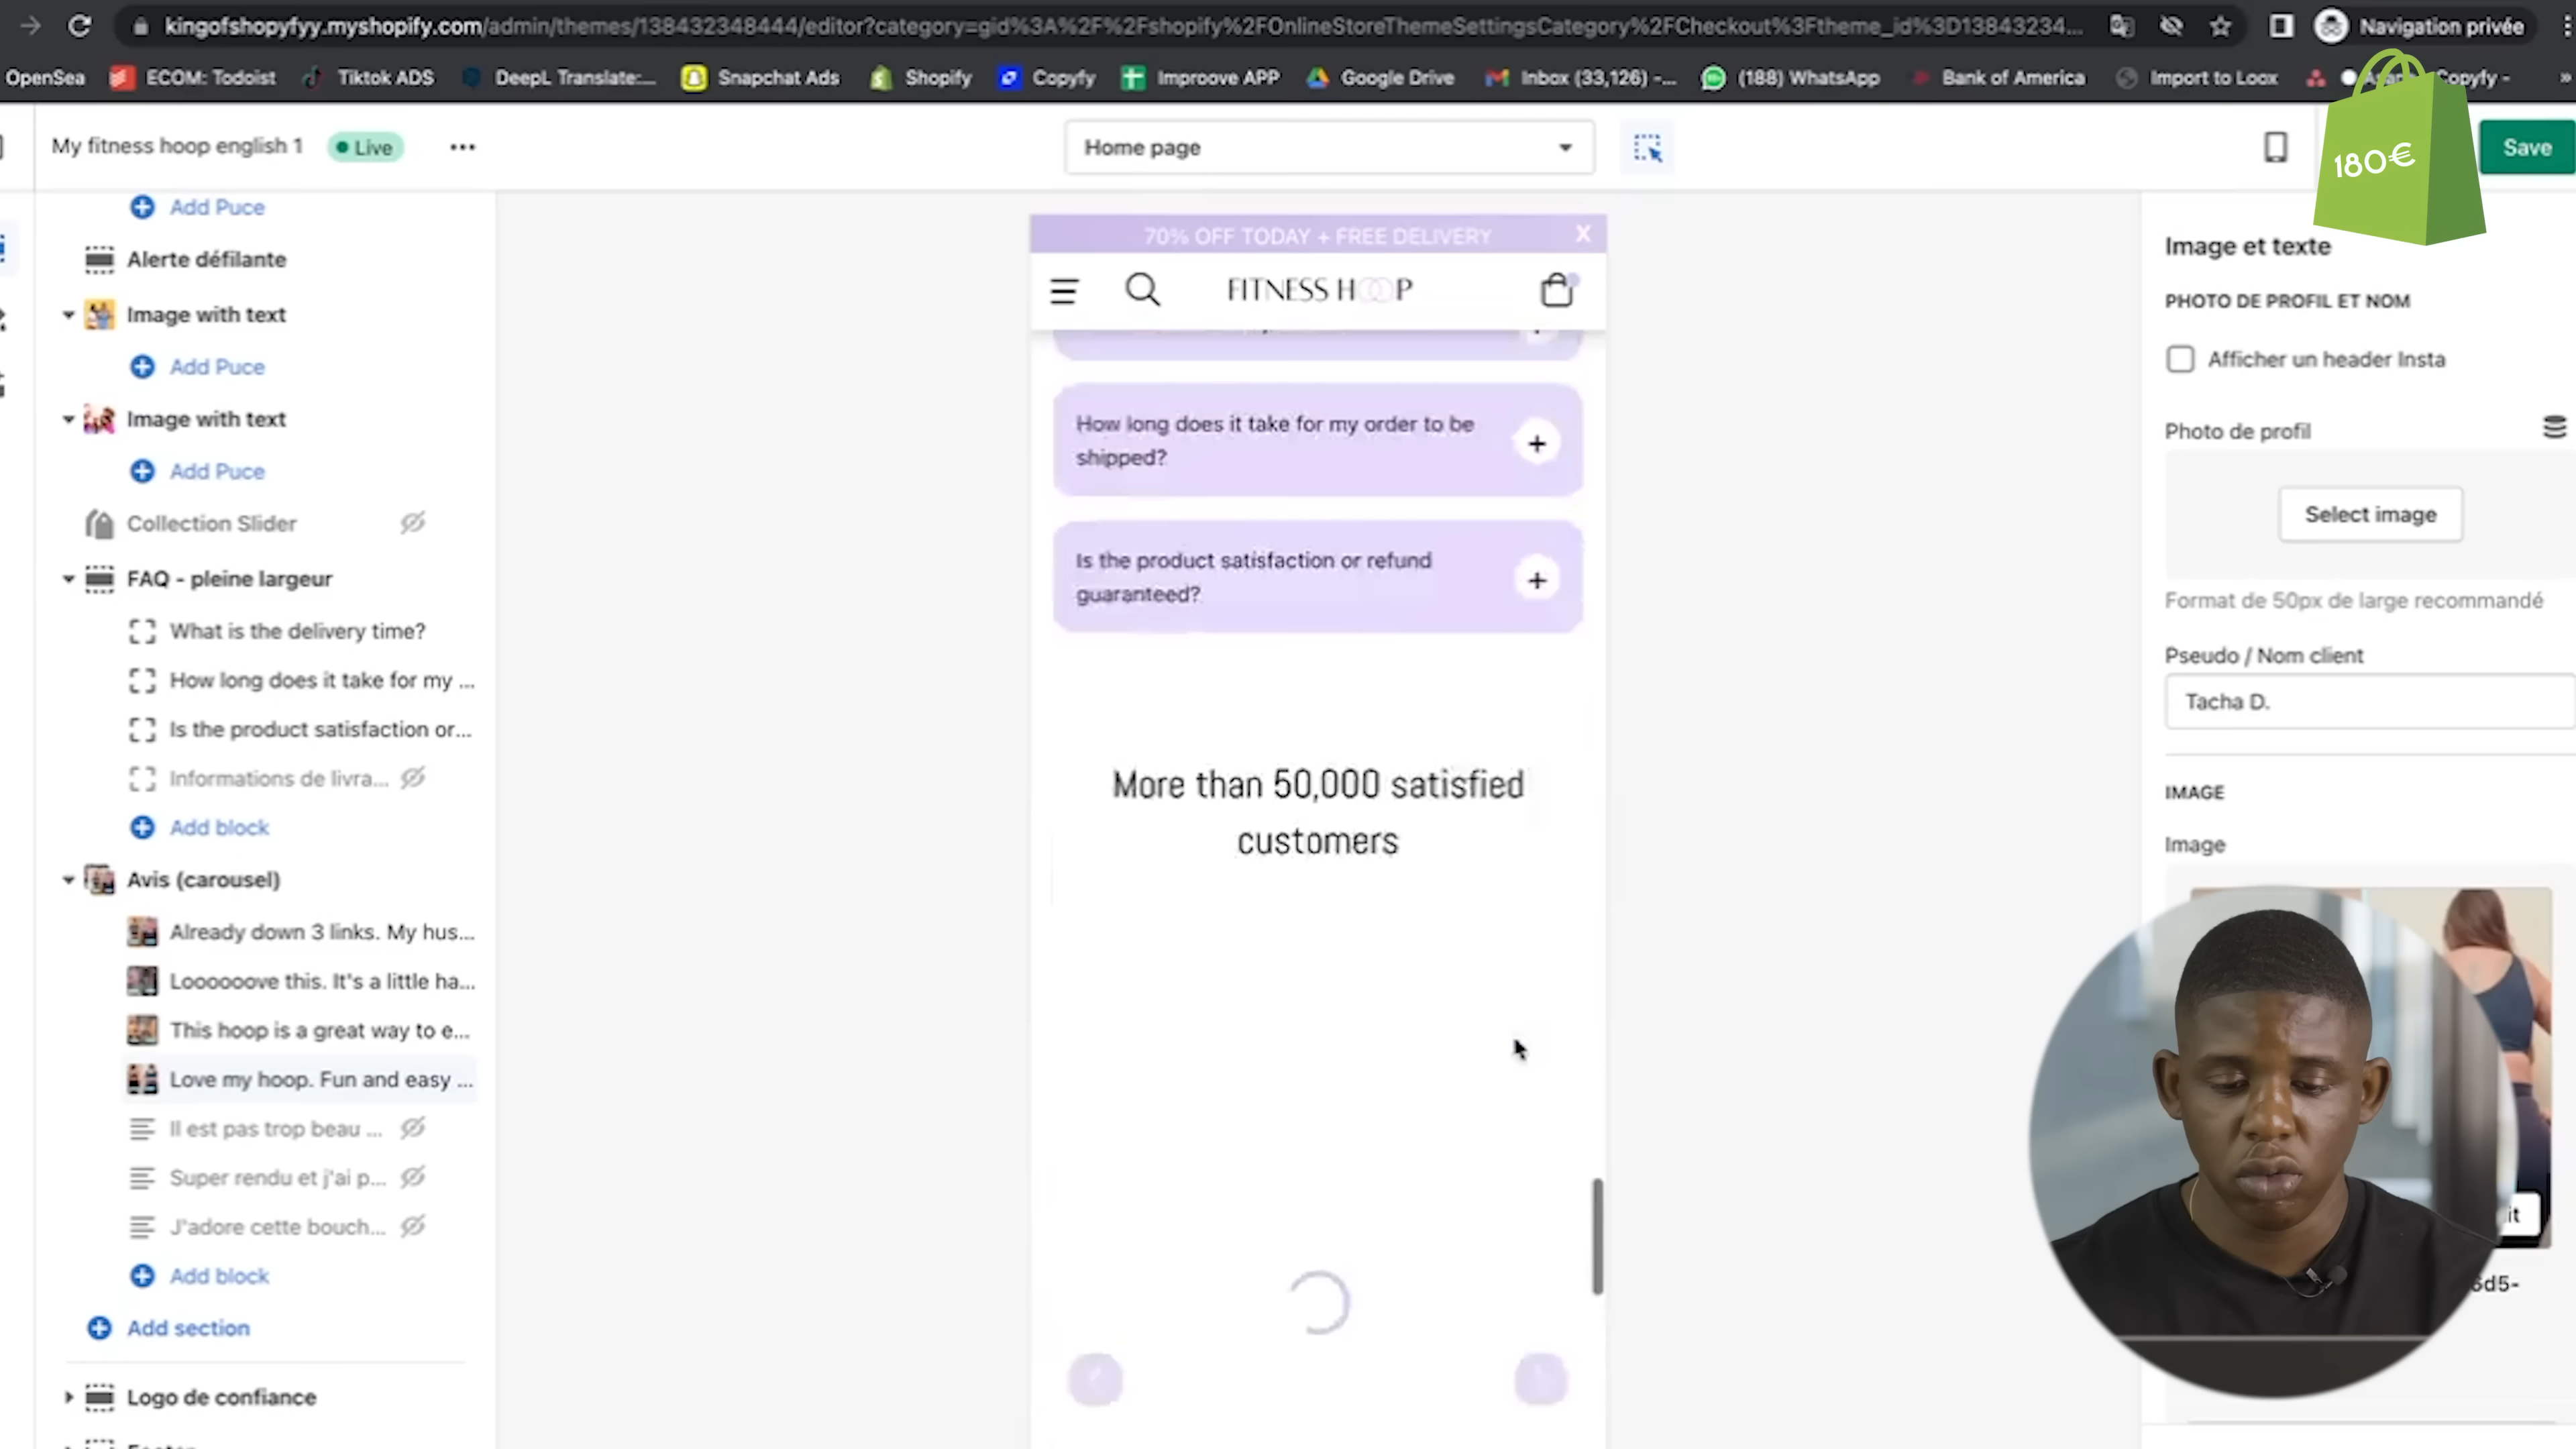 kingofshopyfyy.myshopify.com/admin/themes/138432348444/editor?category=gid%3A%2F%2Fshopify%2FOnlineStoreThemeSettingsCategory%2FCheckout%3Ftheme_id%3D13843234...
Navigation privée
OpenSea
ECOM: Todoist
Tiktok ADS
DeepL Translate:...
Snapchat Ads
Shopify
Copyfy
Improove APP
Google Drive
Inbox (33,126) -...
(188) WhatsApp
Bank of America
Import to Loox
Copyfy -
»
My fitness hoop english 1
Live
Home page
180€
Save
Add Puce
Alerte défilante
Image with text
Add Puce
Image with text
Add Puce
Collection Slider
FAQ - pleine largeur
What is the delivery time?
How long does it take for my ...
Is the product satisfaction or...
Informations de livra...
Add block
Avis (carousel)
Already down 3 links. My hus...
Looooooove this. It's a little ha...
This hoop is a great way to e...
Love my hoop. Fun and easy ...
Il est pas trop beau ...
Super rendu et j'ai p...
J'adore cette bouch...
Add block
Add section
Logo de confiance
70% OFF TODAY + FREE DELIVERY
X
FITNESS HOOP
How long does it take for my order to be
shipped?
+
Is the product satisfaction or refund
guaranteed?
+
More than 50,000 satisfied
customers
Image et texte
PHOTO DE PROFIL ET NOM
Afficher un header Insta
Photo de profil
Select image
Format de 50px de large recommandé
Pseudo / Nom client
Tacha D.
IMAGE
Image